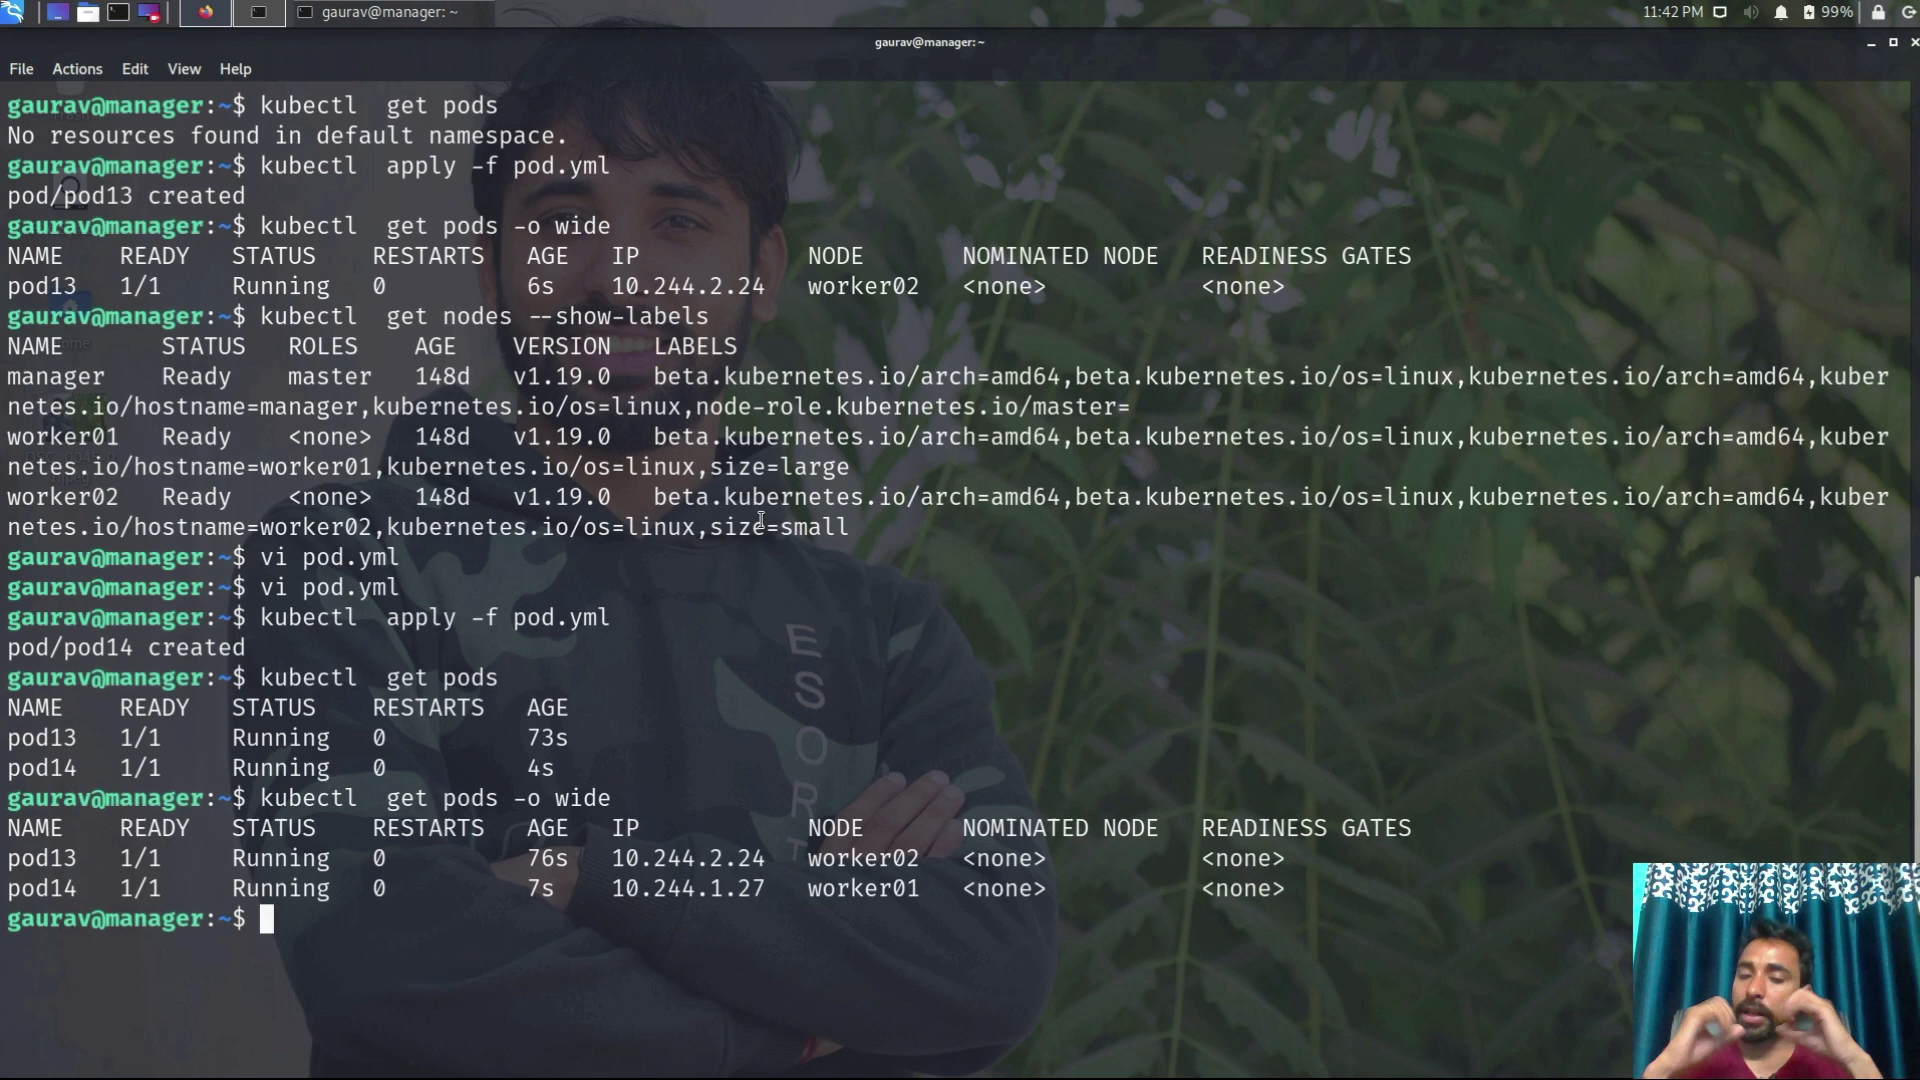 gaurav@manager: ~
11:42 PM
99%
gaurav@manager: ~
File Actions Edit View Help
gaurav@manager:~$ kubectl  get pods
No resources found in default namespace.
gaurav@manager:~$ kubectl  apply -f pod.yml
pod/pod13 created
gaurav@manager:~$ kubectl  get pods -o wide
NAME    READY   STATUS    RESTARTS   AGE   IP            NODE       NOMINATED NODE   READINESS GATES
pod13   1/1     Running   0          6s    10.244.2.24   worker02   <none>           <none>
gaurav@manager:~$ kubectl  get nodes --show-labels
NAME       STATUS   ROLES    AGE    VERSION   LABELS
manager    Ready    master   148d   v1.19.0   beta.kubernetes.io/arch=amd64,beta.kubernetes.io/os=linux,kubernetes.io/arch=amd64,kuber
netes.io/hostname=manager,kubernetes.io/os=linux,node-role.kubernetes.io/master=
worker01   Ready    <none>   148d   v1.19.0   beta.kubernetes.io/arch=amd64,beta.kubernetes.io/os=linux,kubernetes.io/arch=amd64,kuber
netes.io/hostname=worker01,kubernetes.io/os=linux,size=large
worker02   Ready    <none>   148d   v1.19.0   beta.kubernetes.io/arch=amd64,beta.kubernetes.io/os=linux,kubernetes.io/arch=amd64,kuber
netes.io/hostname=worker02,kubernetes.io/os=linux,size=small
gaurav@manager:~$ vi pod.yml
gaurav@manager:~$ vi pod.yml
gaurav@manager:~$ kubectl  apply -f pod.yml
pod/pod14 created
gaurav@manager:~$ kubectl  get pods
NAME    READY   STATUS    RESTARTS   AGE
pod13   1/1     Running   0          73s
pod14   1/1     Running   0          4s
gaurav@manager:~$ kubectl  get pods -o wide
NAME    READY   STATUS    RESTARTS   AGE   IP            NODE       NOMINATED NODE   READINESS GATES
pod13   1/1     Running   0          76s   10.244.2.24   worker02   <none>           <none>
pod14   1/1     Running   0          7s    10.244.1.27   worker01   <none>           <none>
gaurav@manager:~$